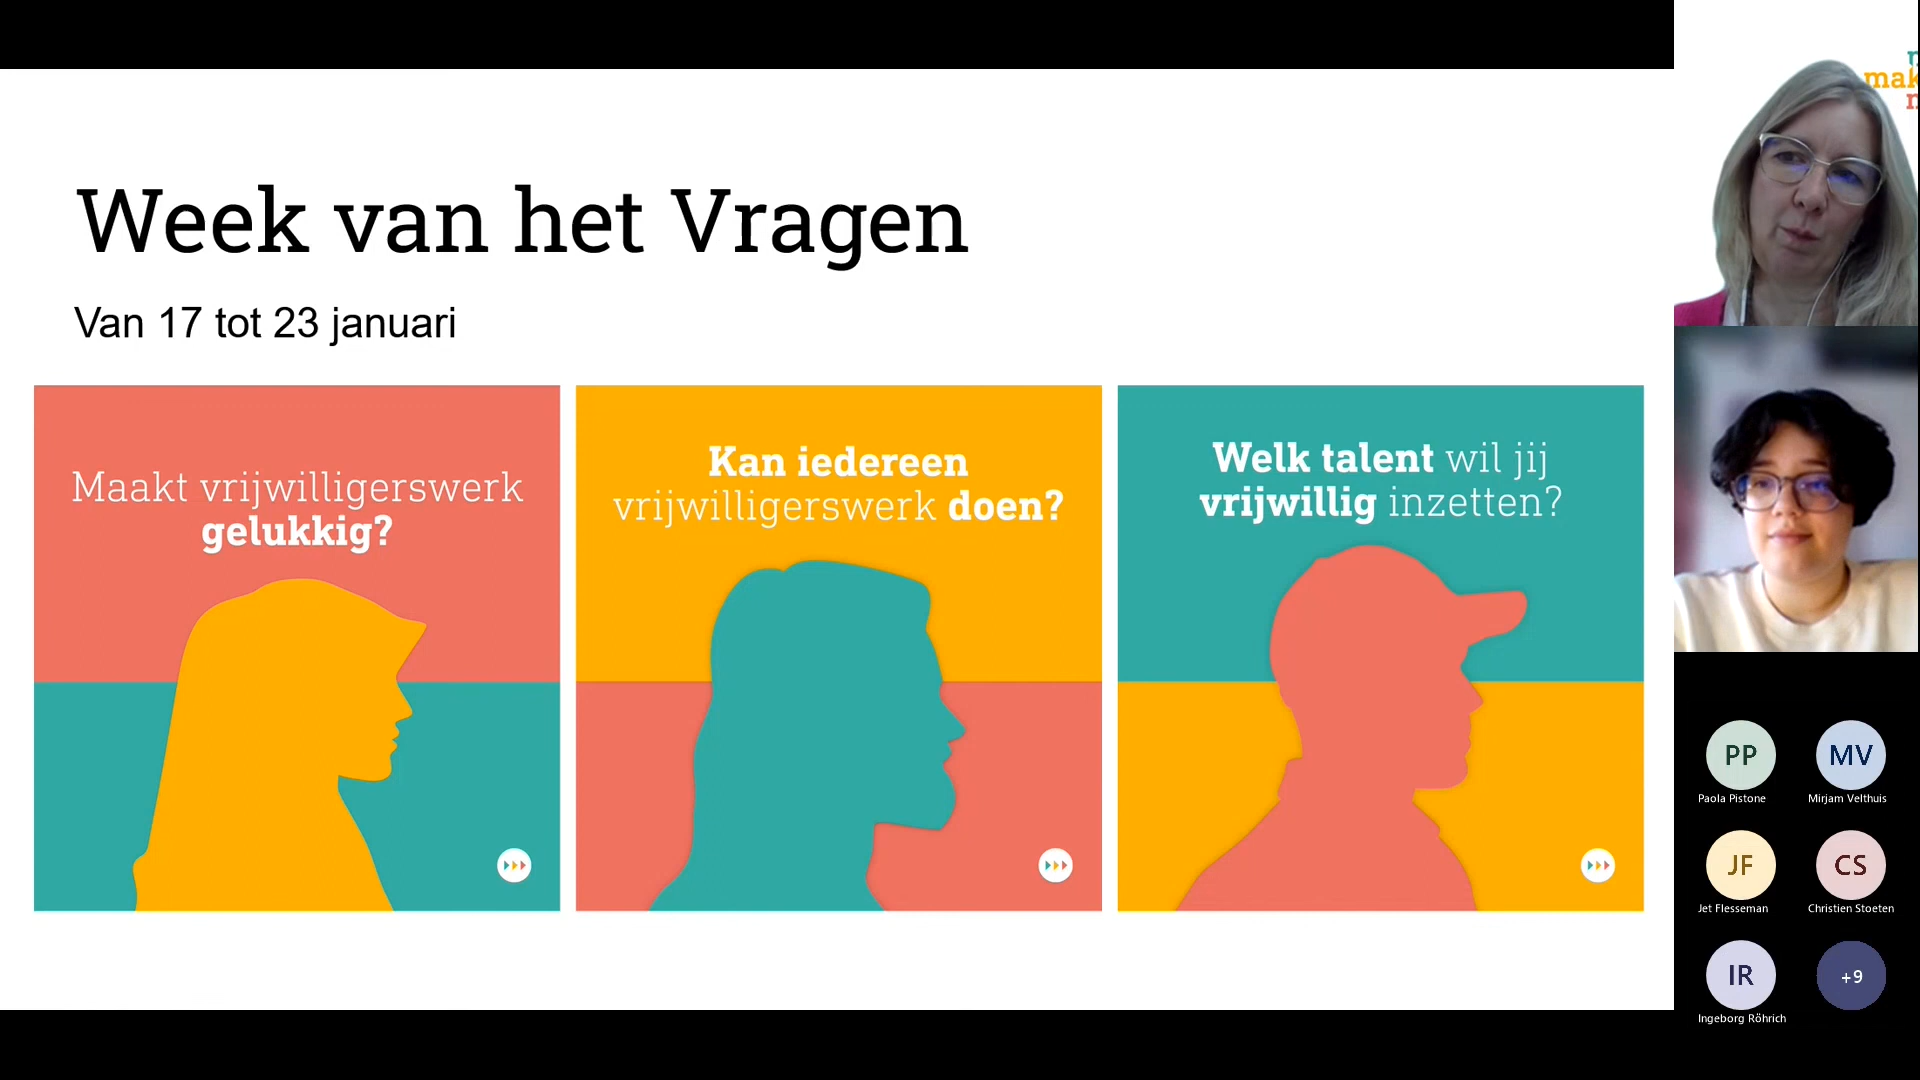 Week van het Vragen
Van 17 tot 23 januari
Maakt vrijwilligerswerk
gelukkig?
Kan iedereen
vrijwilligerswerk doen?
Welk talent wil jij
vrijwillig inzetten?
mak
PP
Paola Pistone
MV
Mirjam Velthuis
JF
Jet Flesseman
CS
Christien Stoeten
IR
Ingeborg Röhrich
+9